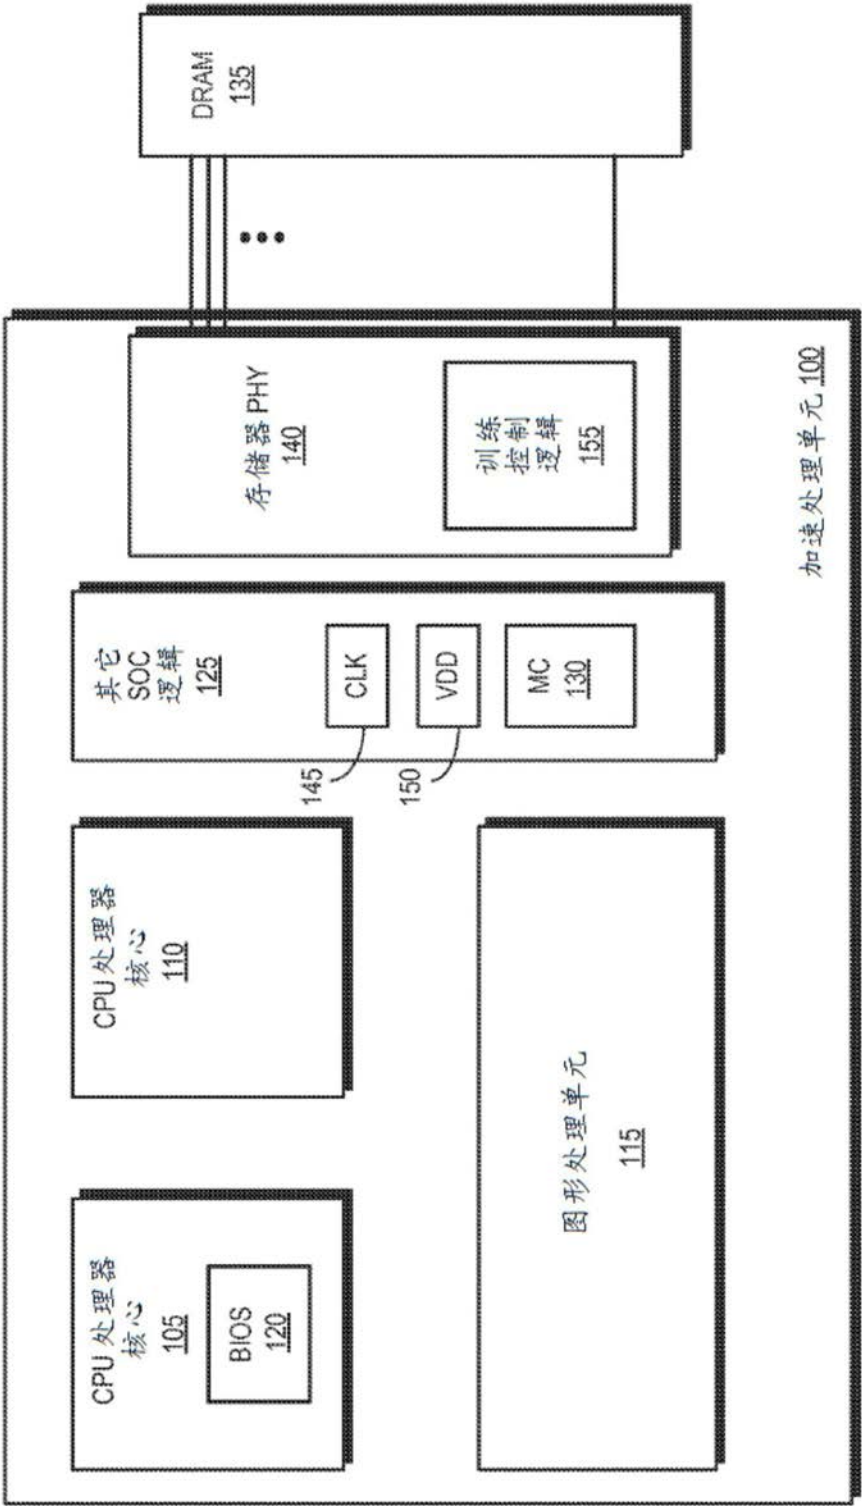 CPU 处理器
核心
105
BIOS
120
CPU 处理器
核心
110
其它
SOC
逻辑
125
145
CLK
150
VDD
MC
130
存储器 PHY
140
训练
控制
逻辑
155
DRAM
135
图形处理单元
115
加速处理单元 100